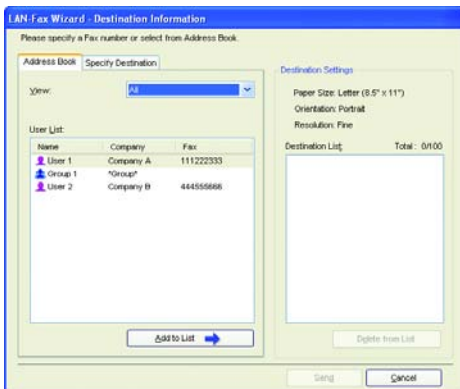 LAN-Fax Wizard - Destination Information
Please specify a Fax number or select from Address Book.
Address Book Specify Destination
View: All
User List:
Name Company Fax
User 1 Company A 111222333
Group 1 *Group*
User 2 Company B 444555666
Add to List
Destination Settings
Paper Size: Letter (8.5" x 11")
Orientation: Portrait
Resolution: Fine
Destination List: Total: 0/100
Delete from List
Send Cancel